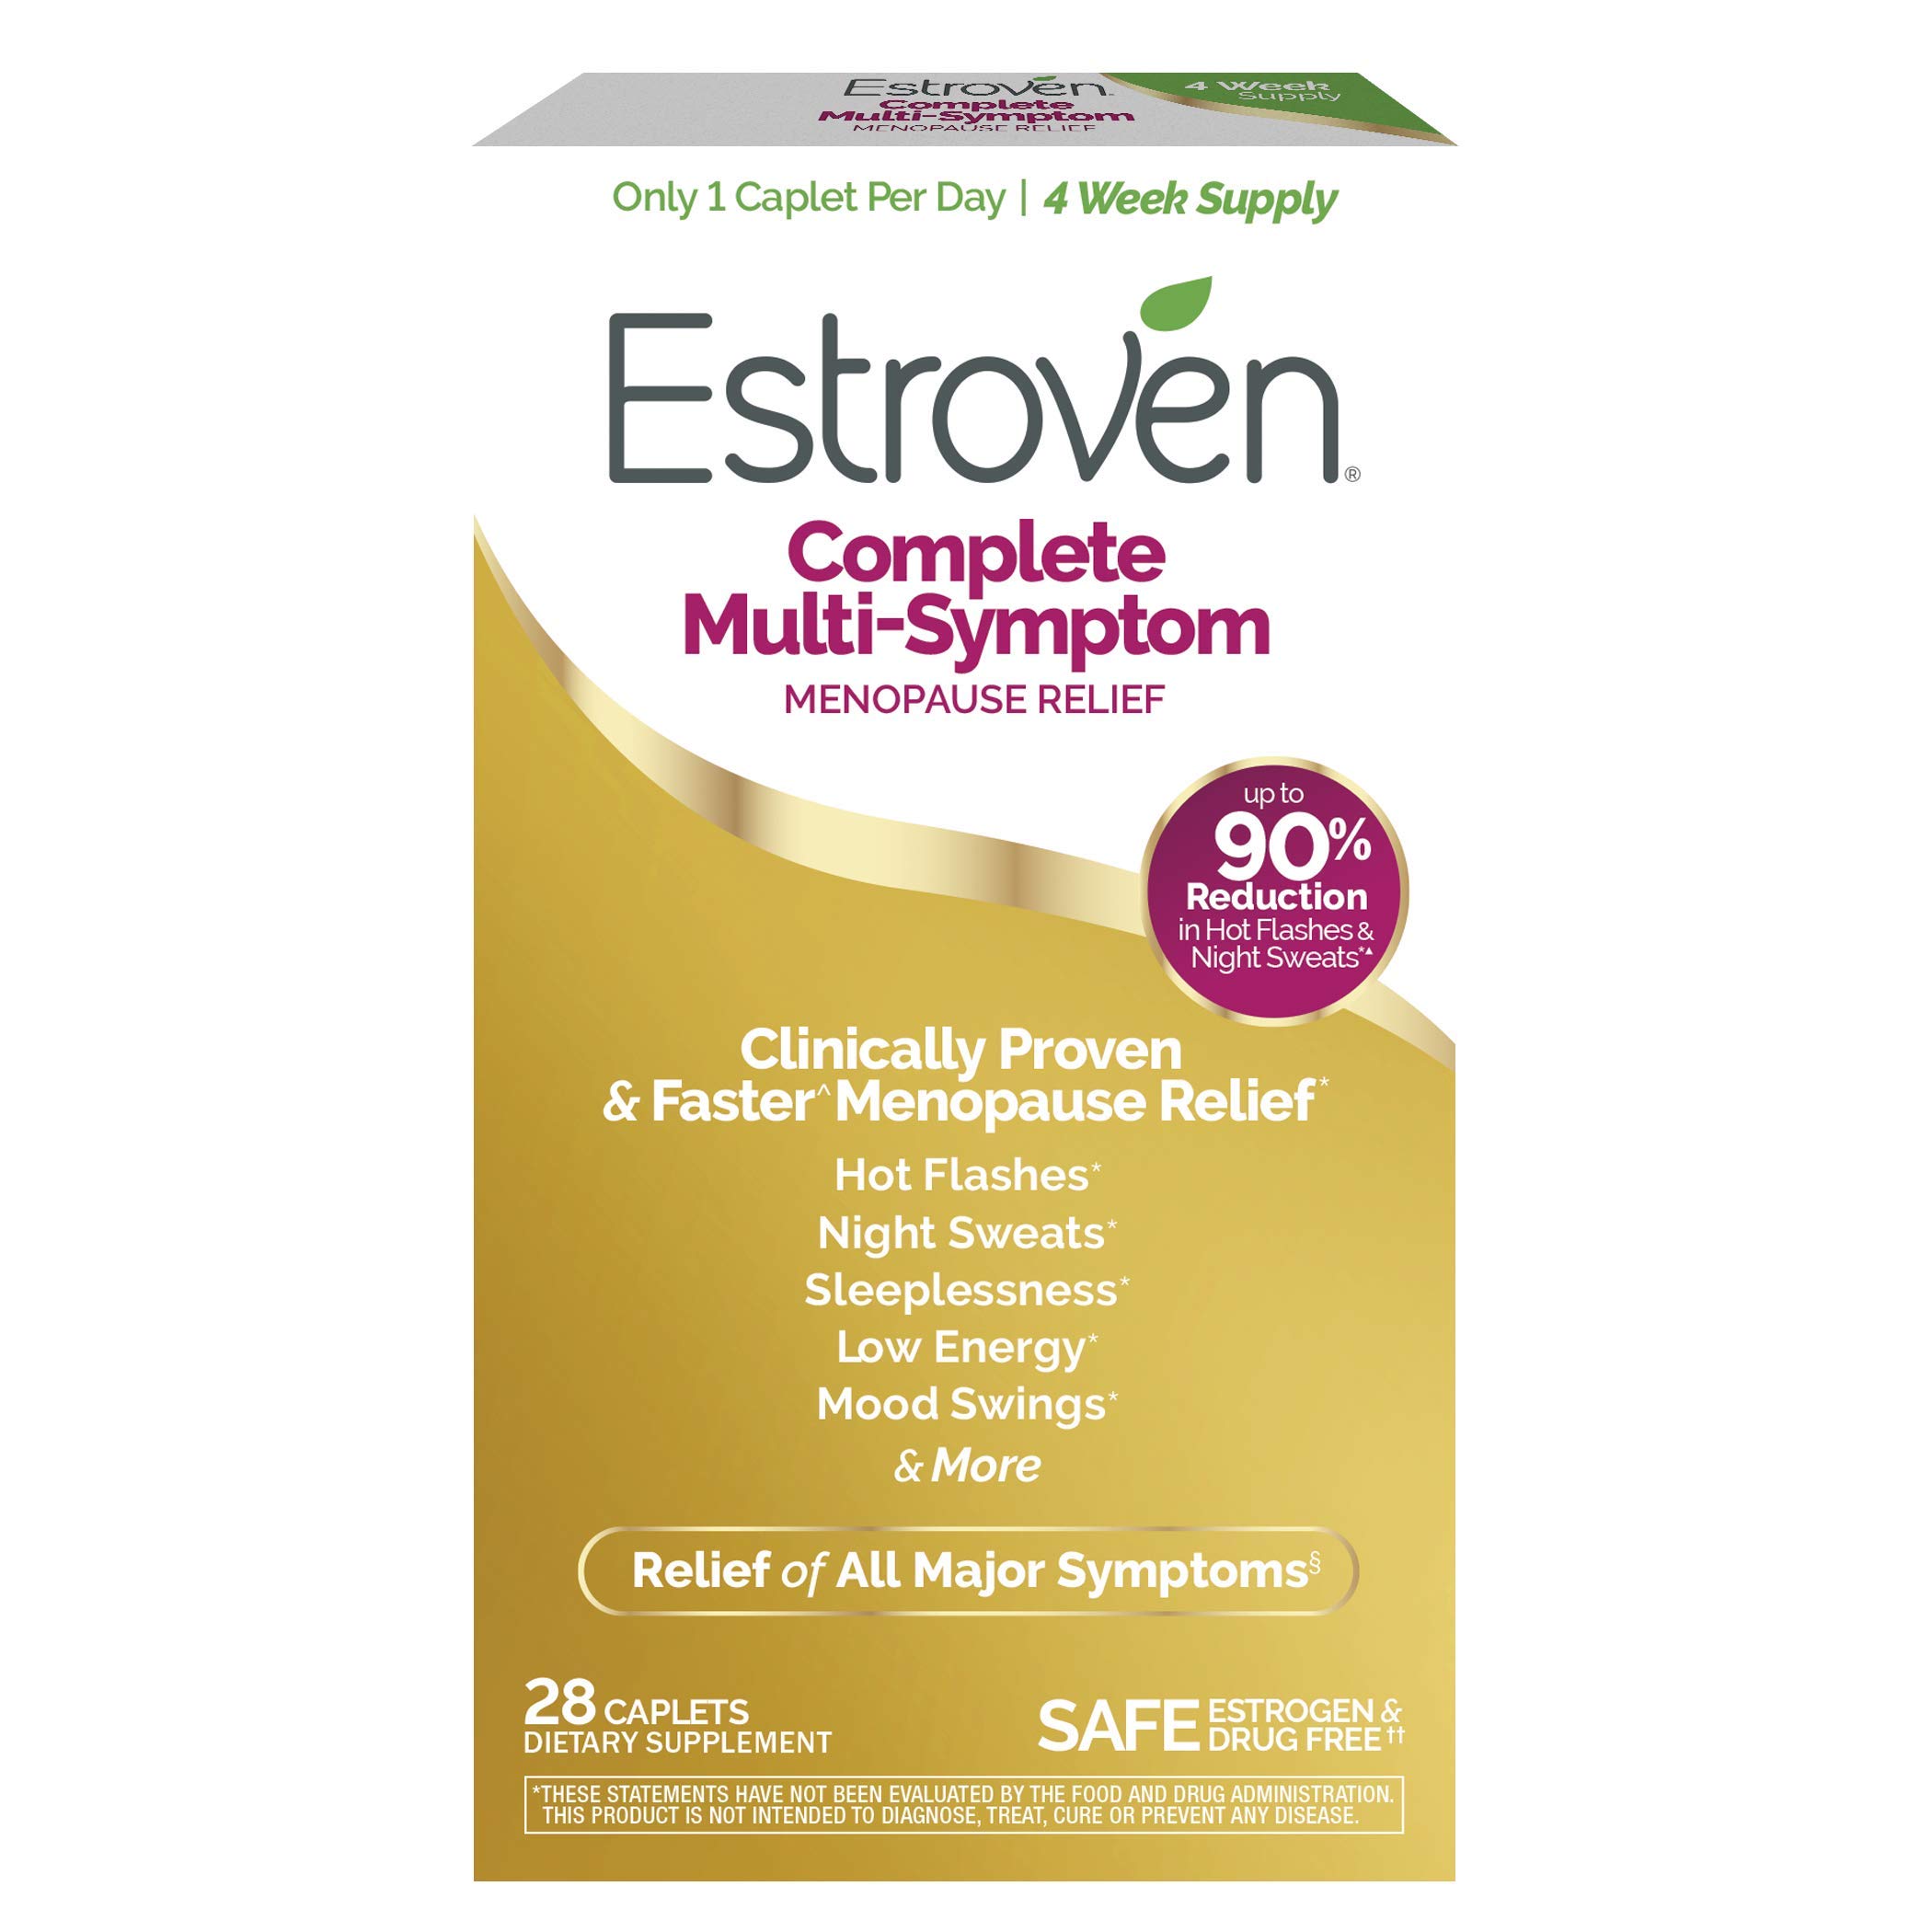 Estroven
4 Week
Supply
Complete
Multi-Symptom
MENOPAUSE RELIEF
Only 1 Caplet Per Day | 4 Week Supply
Estroven®
Complete
Multi-Symptom
MENOPAUSE RELIEF
up to
90%
Reduction
in Hot Flashes &
Night Sweats*▲
Clinically Proven
& Faster^ Menopause Relief*
Hot Flashes*
Night Sweats*
Sleeplessness*
Low Energy*
Mood Swings*
& More
Relief of All Major Symptoms§
28 CAPLETS
DIETARY SUPPLEMENT
SAFE ESTROGEN &
DRUG FREE††
*THESE STATEMENTS HAVE NOT BEEN EVALUATED BY THE FOOD AND DRUG ADMINISTRATION.
THIS PRODUCT IS NOT INTENDED TO DIAGNOSE, TREAT, CURE OR PREVENT ANY DISEASE.